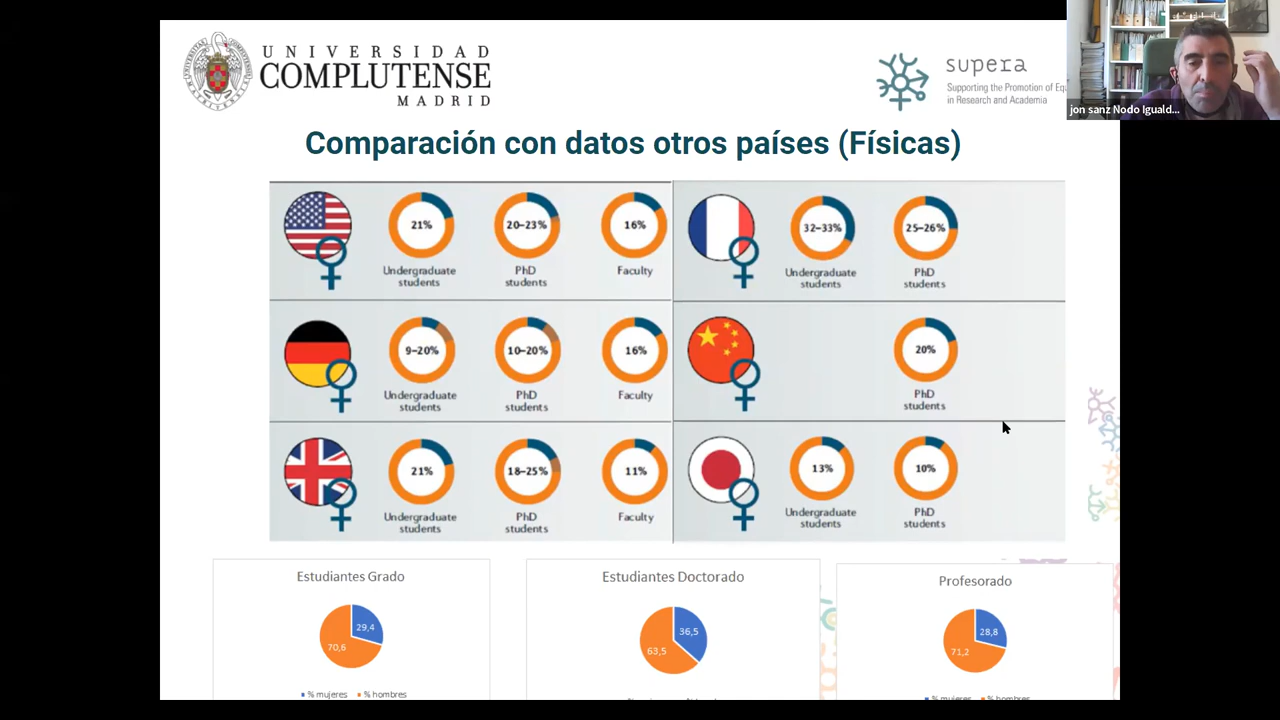 UNIVERSIDAD
COMPLUTENSE
MADRID
supera
Supporting the Promotion of Eq
in Research and Academia
jon sanz Nodo Iguald...
Comparación con datos otros países (Físicas)
21%
20–23%
16%
Undergraduate
students
PhD
students
Faculty
32–33%
25–26%
Undergraduate
students
PhD
students
9–20%
10–20%
16%
Undergraduate
students
PhD
students
Faculty
20%
PhD
students
21%
18–25%
11%
Undergraduate
students
PhD
students
Faculty
13%
10%
Undergraduate
students
PhD
students
Estudiantes Grado
29,4
70,6
% mujeres % hombres
Estudiantes Doctorado
36,5
63,5
Profesorado
28,8
71,2
% mujeres % hombres